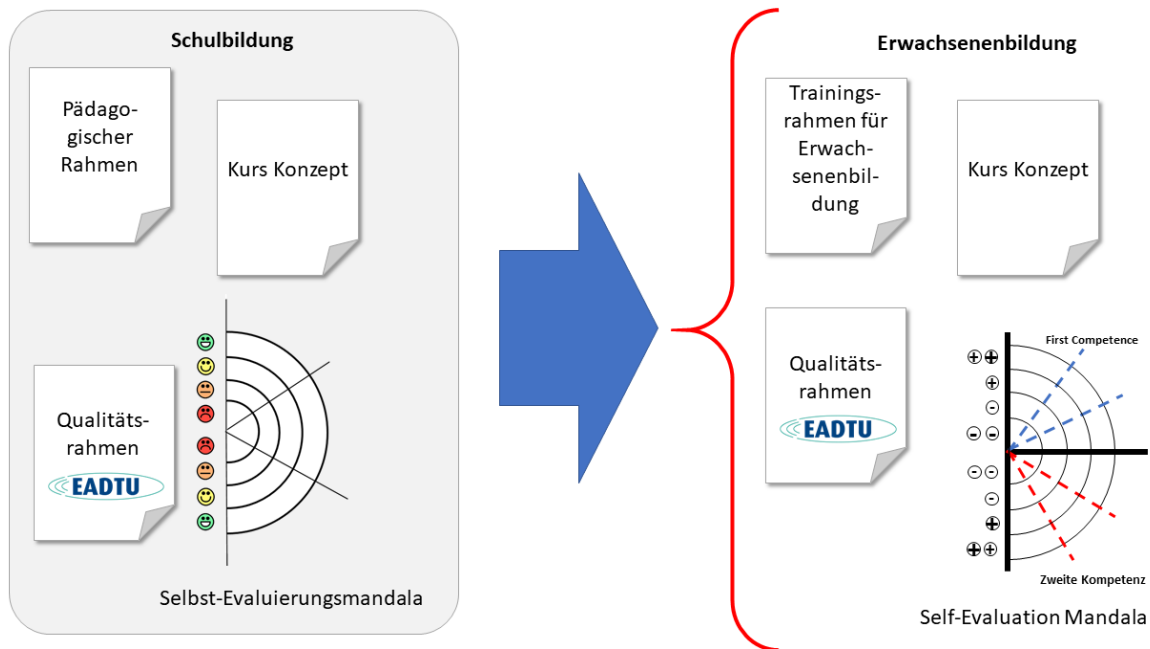 Schulbildung
Pädago-
gischer
Rahmen
Kurs Konzept
Qualitäts-
rahmen
EADTU
Selbst-Evaluierungsmandala
Erwachsenenbildung
Trainings-
rahmen für
Erwach-
senenbil-
dung
Kurs Konzept
Qualitäts-
rahmen
EADTU
First Competence
Zweite Kompetenz
Self-Evaluation Mandala